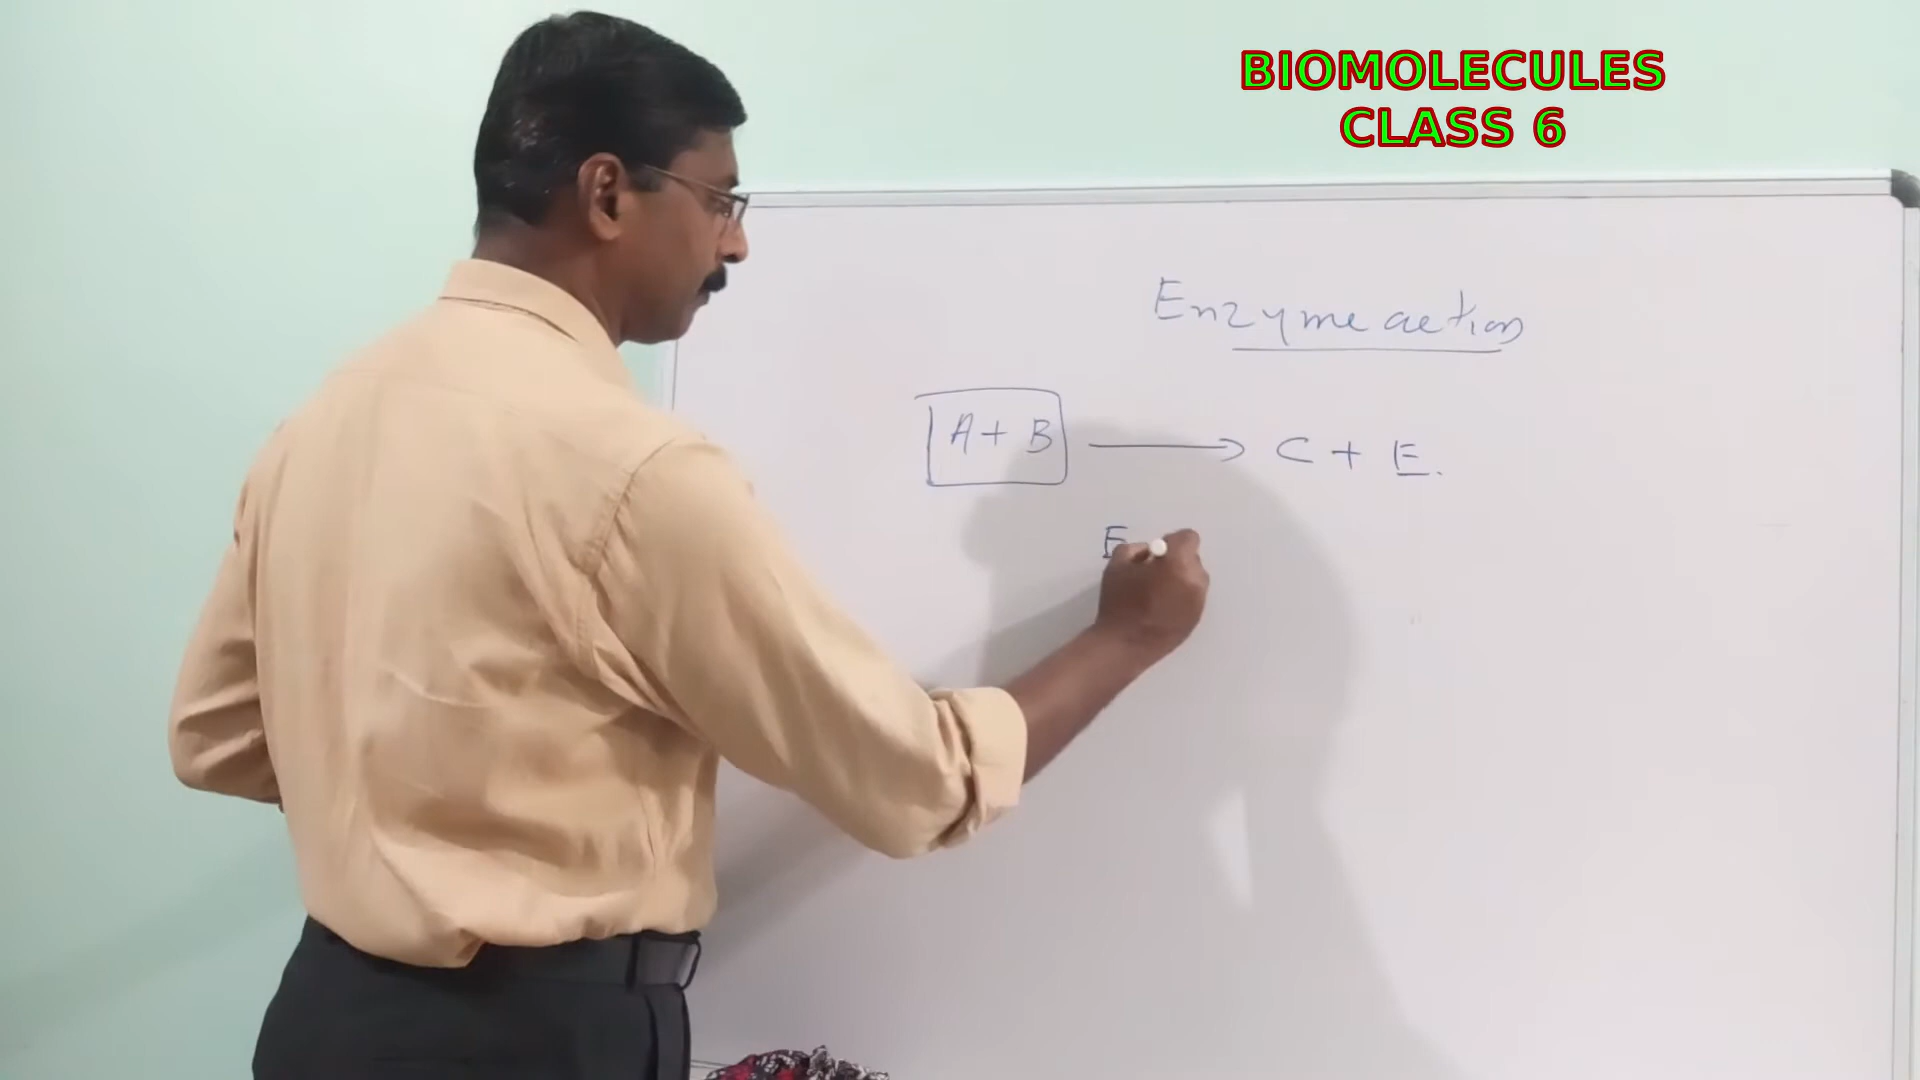 BIOMOLECULES
CLASS 6
Enzyme action
A + B → C + E.
E